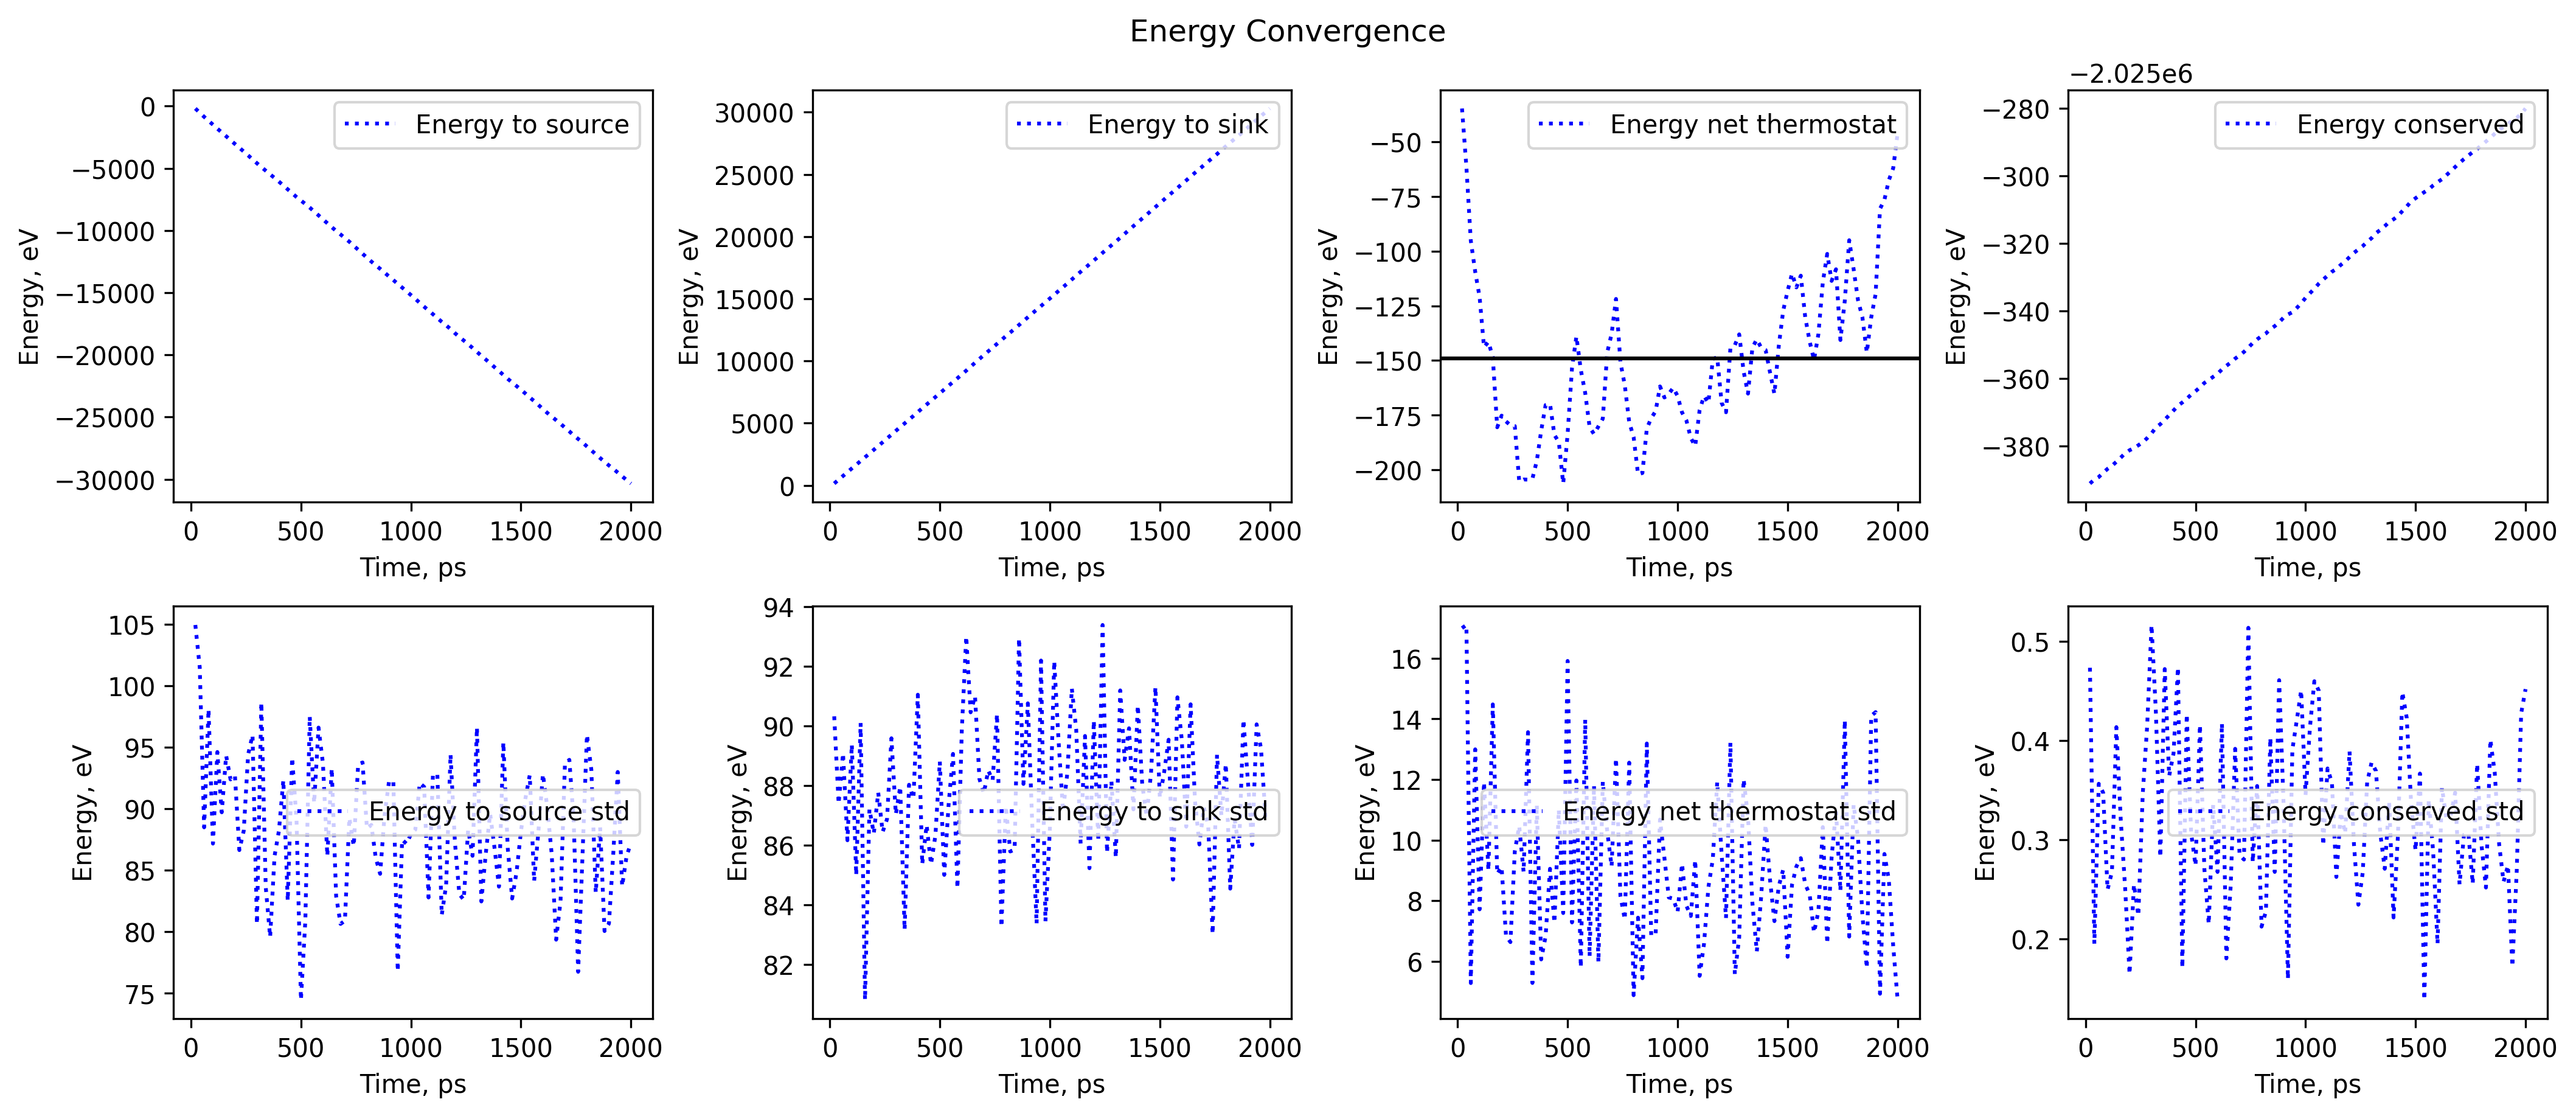 Energy Convergence
−2.025e6
Energy to source
Energy to sink
Energy net thermostat
Energy conserved
Energy, eV
0
−5000
−10000
−15000
−20000
−25000
−30000
0 500 1000 1500 2000
Time, ps
Energy, eV
30000
25000
20000
15000
10000
5000
0
0 500 1000 1500 2000
Time, ps
Energy, eV
−50
−75
−100
−125
−150
−175
−200
0 500 1000 1500 2000
Time, ps
Energy, eV
−280
−300
−320
−340
−360
−380
0 500 1000 1500 2000
Time, ps
Energy to source std
Energy, eV
105
100
95
90
85
80
75
0 500 1000 1500 2000
Time, ps
Energy to sink std
Energy, eV
94
92
90
88
86
84
82
0 500 1000 1500 2000
Time, ps
Energy net thermostat std
Energy, eV
16
14
12
10
8
6
0 500 1000 1500 2000
Time, ps
Energy conserved std
Energy, eV
0.5
0.4
0.3
0.2
0 500 1000 1500 2000
Time, ps